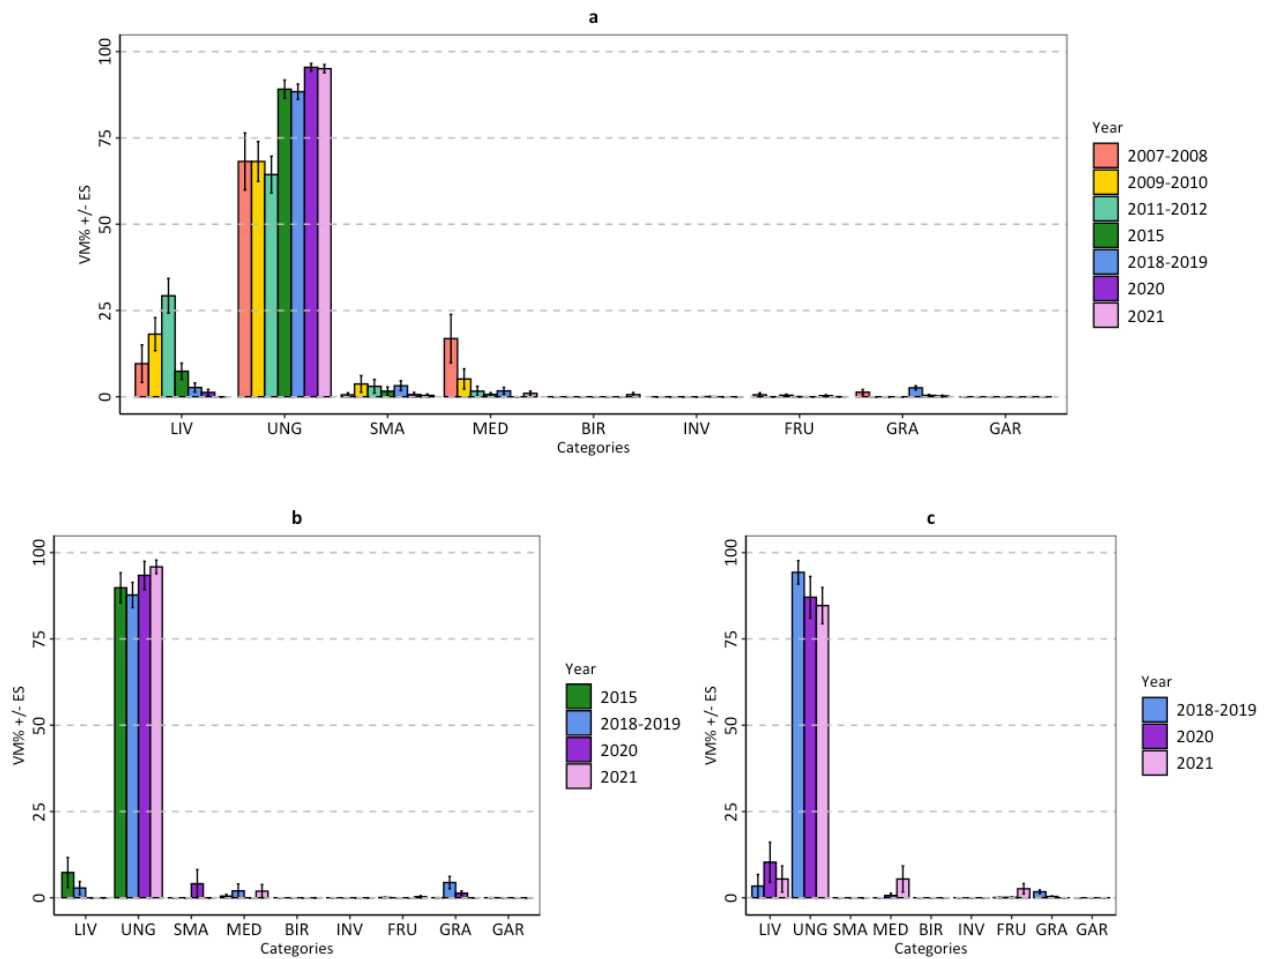 a
VM% +/- ES
100
75
50
25
0
LIV UNG SMA MED BIR INV FRU GRA GAR
Categories
Year
2007-2008
2009-2010
2011-2012
2015
2018-2019
2020
2021
b
VM% +/- ES
100
75
50
25
0
LIV UNG SMA MED BIR INV FRU GRA GAR
Categories
Year
2015
2018-2019
2020
2021
c
VM% +/- ES
100
75
50
25
0
LIV UNG SMA MED BIR INV FRU GRA GAR
Categories
Year
2018-2019
2020
2021